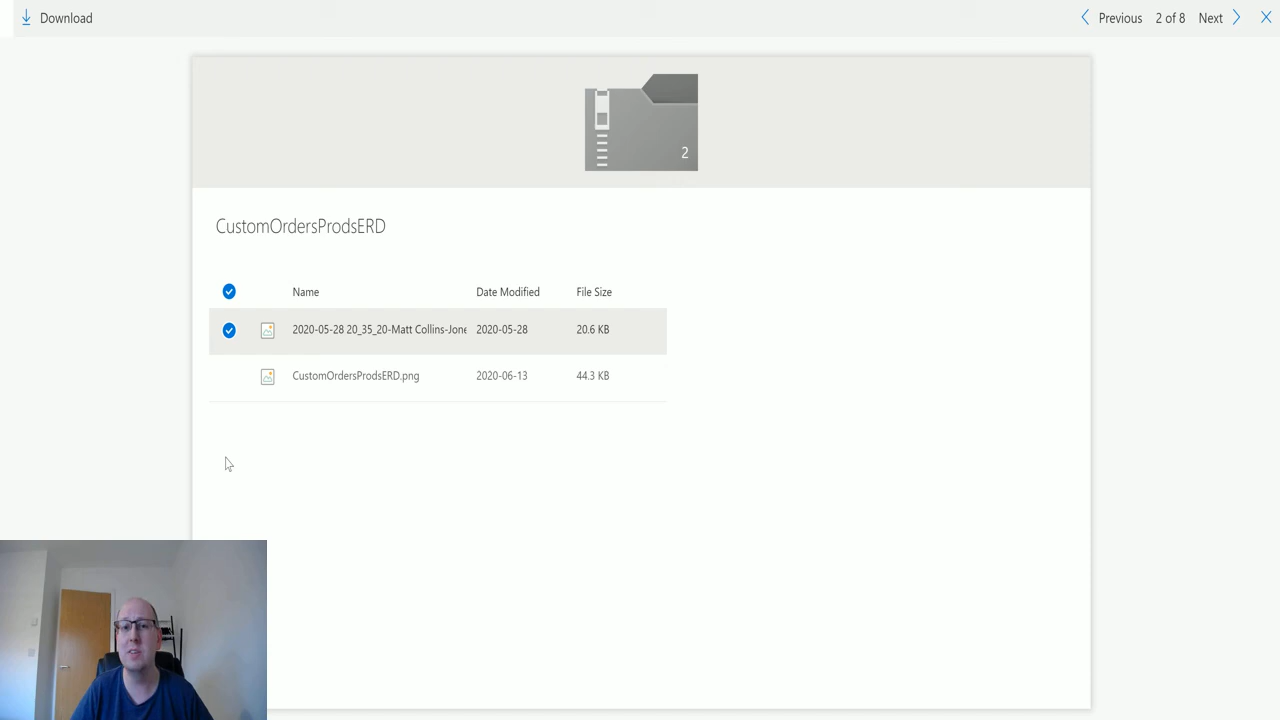 Download
Previous 2 of 8 Next
2
CustomOrdersProdsERD
Name Date Modified File Size
2020-05-28 20_35_20-Matt Collins-Jone 2020-05-28 20.6 KB
CustomOrdersProdsERD.png 2020-06-13 44.3 KB